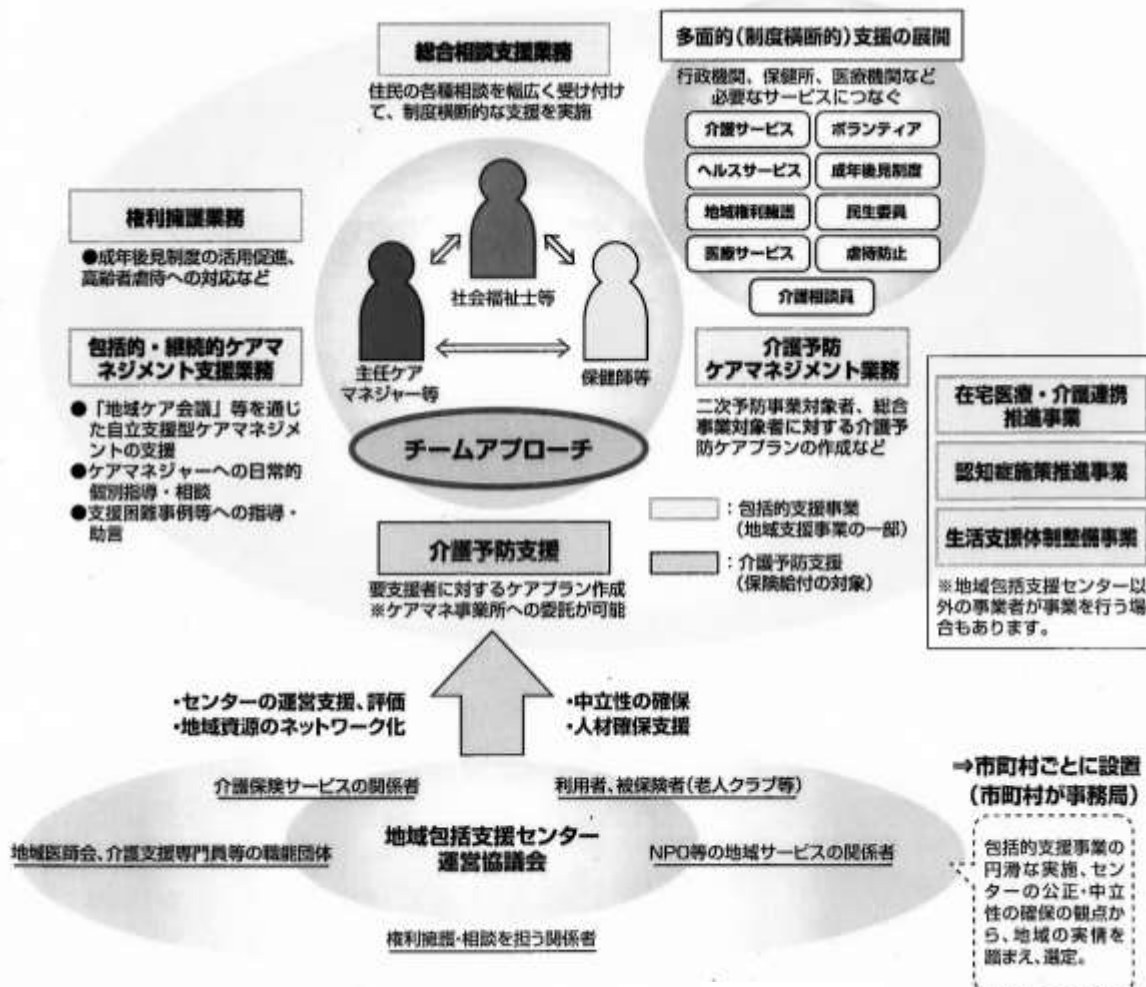 総合相談支援業務
住民の各種相談を幅広く受け付け
て、制度横断的な支援を実施
多面的(制度横断的)支援の展開
行政機関、保健所、医療機関など
必要なサービスにつなぐ
介護サービス
ボランティア
ヘルスサービス
成年後見制度
地域権利擁護
民生委員
医療サービス
虐待防止
介護相談員
権利擁護業務
●成年後見制度の活用促進、
高齢者虐待への対応など
包括的・継続的ケアマ
ネジメント支援業務
●「地域ケア会議」等を通じ
た自立支援型ケアマネジメ
ントの支援
●ケアマネジャーへの日常的
個別指導・相談
●支援困難事例等への指導・
助言
社会福祉士等
主任ケア
マネジャー等
保健師等
チームアプローチ
介護予防
ケアマネジメント業務
二次予防事業対象者、総合
事業対象者に対する介護予
防ケアプランの作成など
在宅医療・介護連携
推進事業
認知症施策推進事業
生活支援体制整備事業
※地域包括支援センター以
外の事業者が事業を行う場
合もあります。
:包括的支援事業
(地域支援事業の一部)
:介護予防支援
(保険給付の対象)
介護予防支援
要支援者に対するケアプラン作成
※ケアマネ事業所への委託が可能
・センターの運営支援、評価
・地域資源のネットワーク化
・中立性の確保
・人材確保支援
介護保険サービスの関係者
利用者、被保険者(老人クラブ等)
地域医師会、介護支援専門員等の職能団体
地域包括支援センター
運営協議会
NPO等の地域サービスの関係者
権利擁護・相談を担う関係者
⇒市町村ごとに設置
(市町村が事務局)
包括的支援事業の
円滑な実施、セン
ターの公正・中立
性の確保の観点か
ら、地域の実情を
踏まえ、選定。